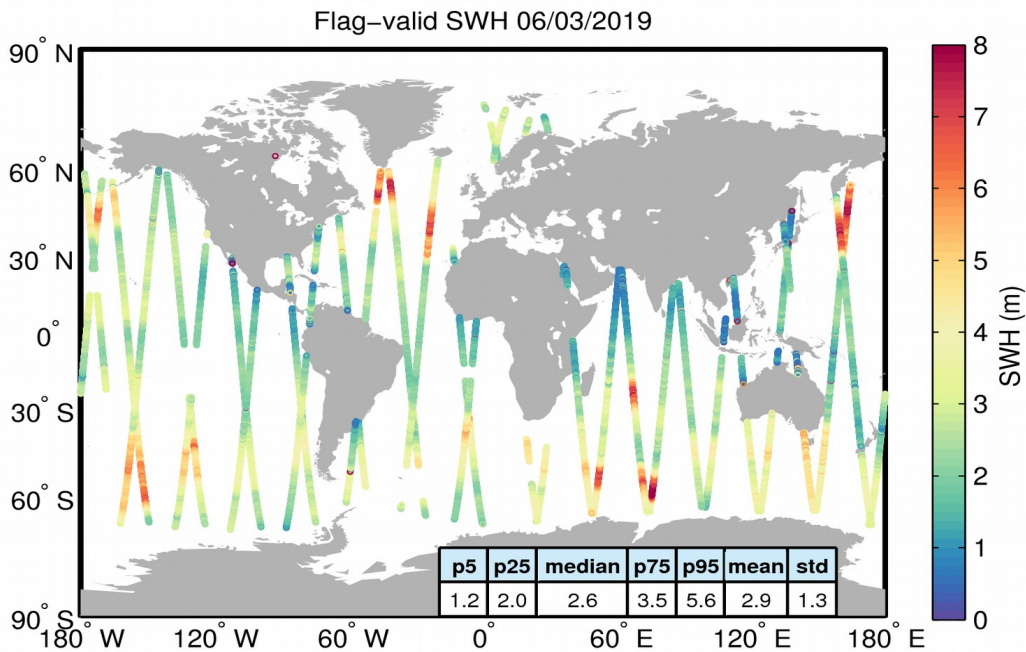 Flag–valid SWH 06/03/2019
90° N
60° N
30° N
0°
30° S
60° S
90° S
180° W
120° W
60° W
0°
60° E
120° E
180° E
p5 p25 median p75 p95 mean std
1.2 2.0 2.6 3.5 5.6 2.9 1.3
8
7
6
5
4
3
2
1
0
SWH (m)